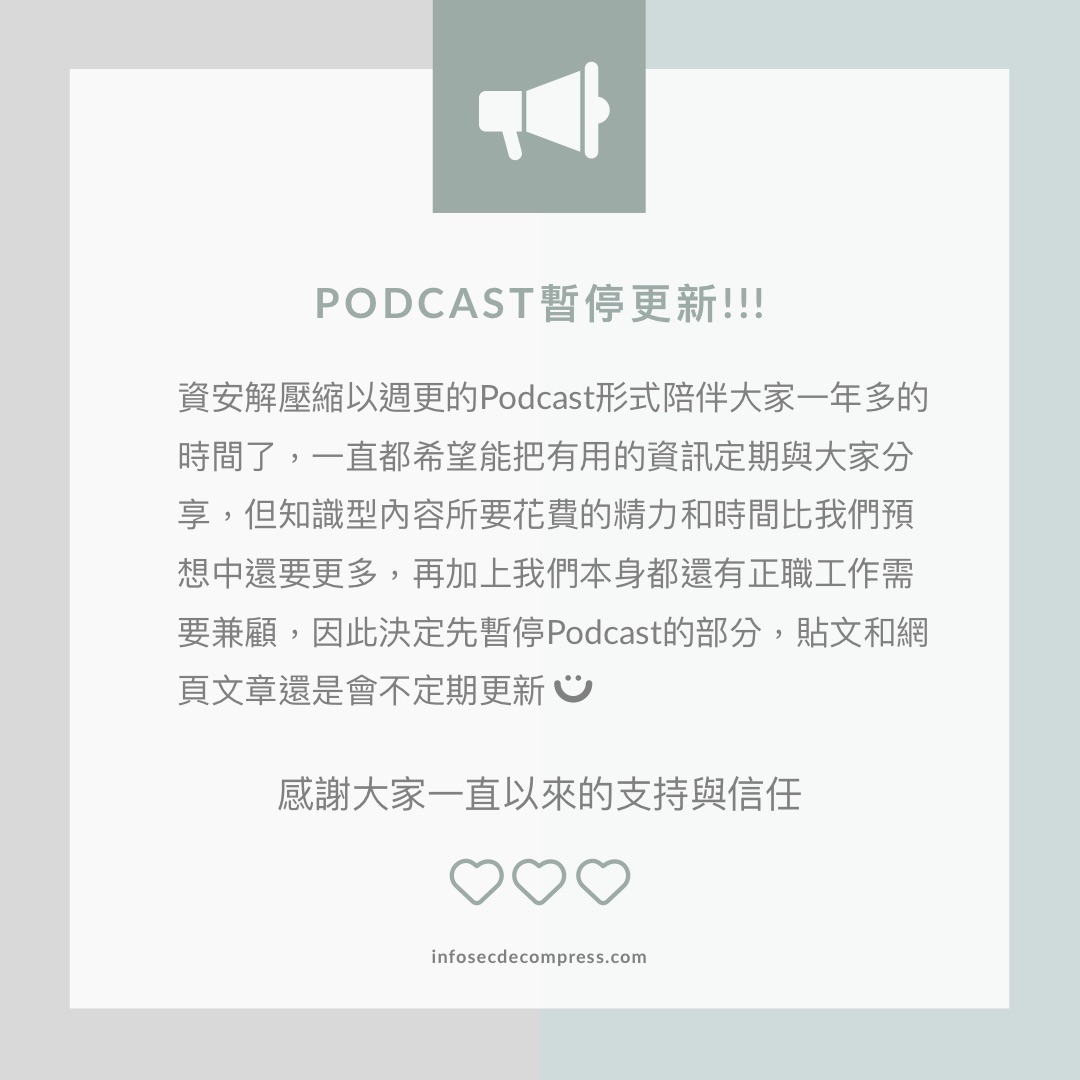 PODCAST暫停更新!!!
資安解壓縮以週更的Podcast形式陪伴大家一年多的
時間了，一直都希望能把有用的資訊定期與大家分
享，但知識型內容所要花費的精力和時間比我們預
想中還要更多，再加上我們本身都還有正職工作需
要兼顧，因此決定先暫停Podcast的部分，貼文和網
頁文章還是會不定期更新
感謝大家一直以來的支持與信任
infosecdecompress.com